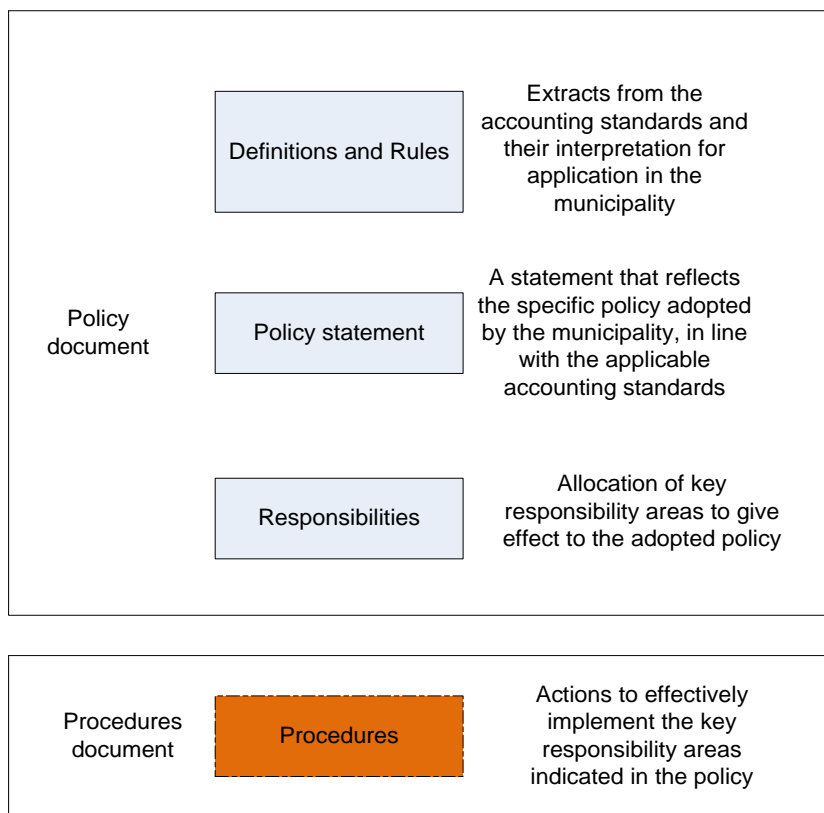 Definitions and Rules
Extracts from the
accounting standards and
their interpretation for
application in the
municipality
Policy
document
Policy statement
A statement that reflects
the specific policy adopted
by the municipality, in line
with the applicable
accounting standards
Responsibilities
Allocation of key
responsibility areas to give
effect to the adopted policy
Procedures
document
Procedures
Actions to effectively
implement the key
responsibility areas
indicated in the policy